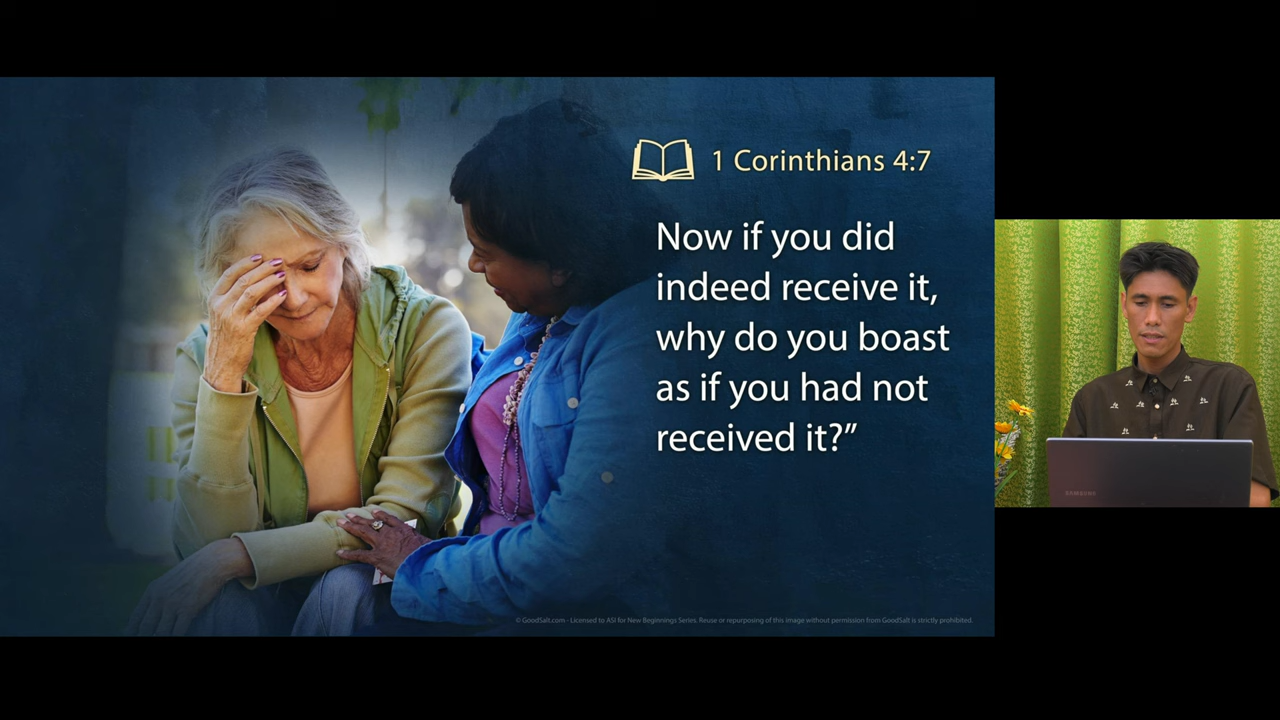 1 Corinthians 4:7
Now if you did
indeed receive it,
why do you boast
as if you had not
received it?”
© GoodSalt.com - Licensed to ASI for New Beginnings Series. Reuse or repurposing of this image without permission from GoodSalt is strictly prohibited.
SAMSUNG